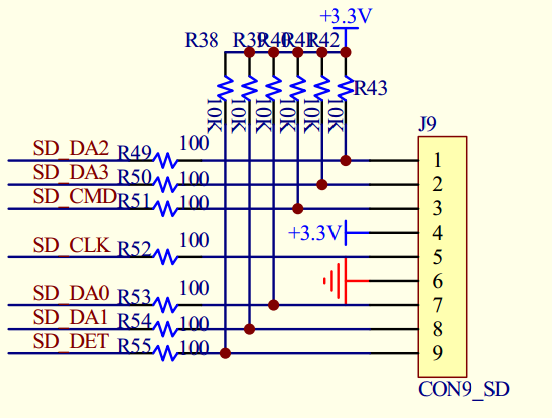 +3.3V
R38 R39 R40 R41 R42
R43
10K 10K 10K 10K 10K 10K
J9
SD_DA2 R49 100 1
SD_DA3 R50 100 2
SD_CMD R51 100 3
+3.3V 4
SD_CLK R52 100 5
6
SD_DA0 R53 100 7
SD_DA1 R54 100 8
SD_DET R55 100 9
CON9_SD